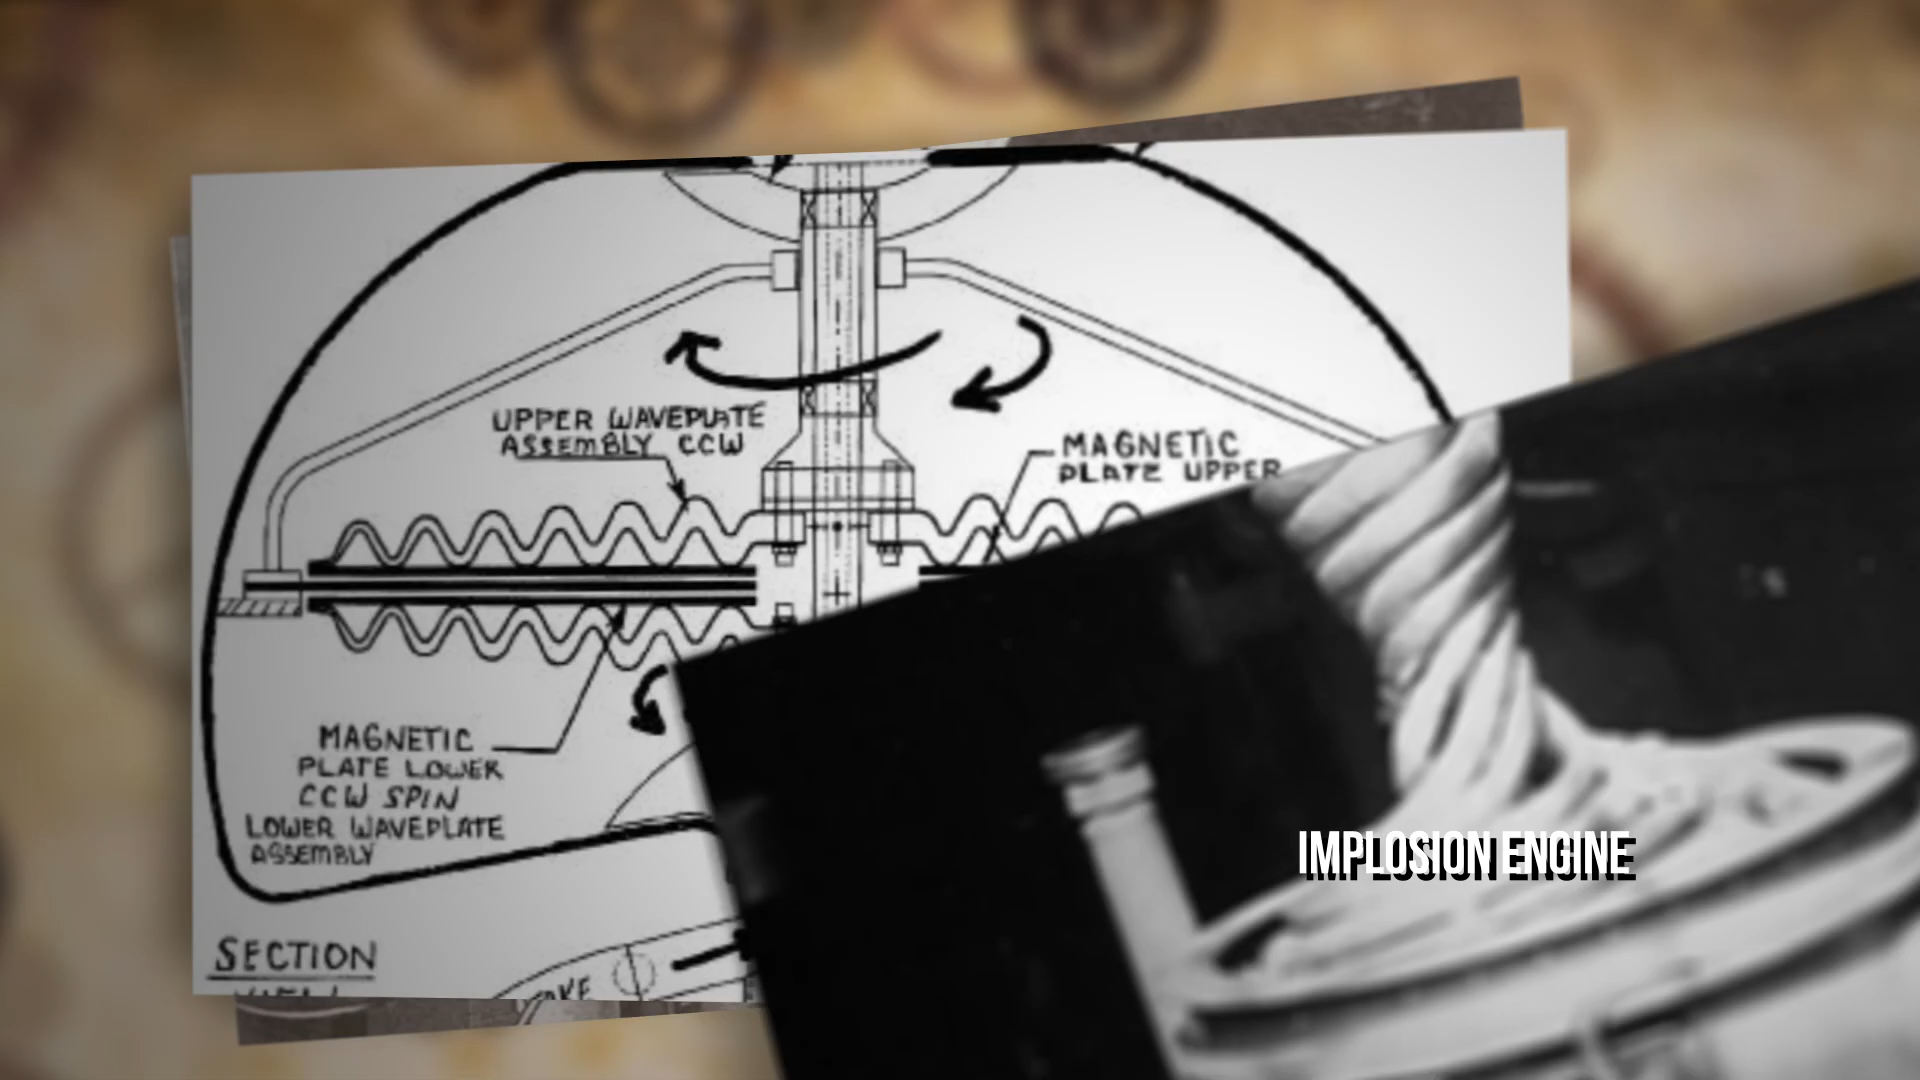 UPPER WAVEPLATE
ASSEMBLY CCW
MAGNETIC
PLATE UPPER
MAGNETIC
PLATE LOWER
CCW SPIN
LOWER WAVEPLATE
ASSEMBLY
IMPLOSION ENGINE
SECTION